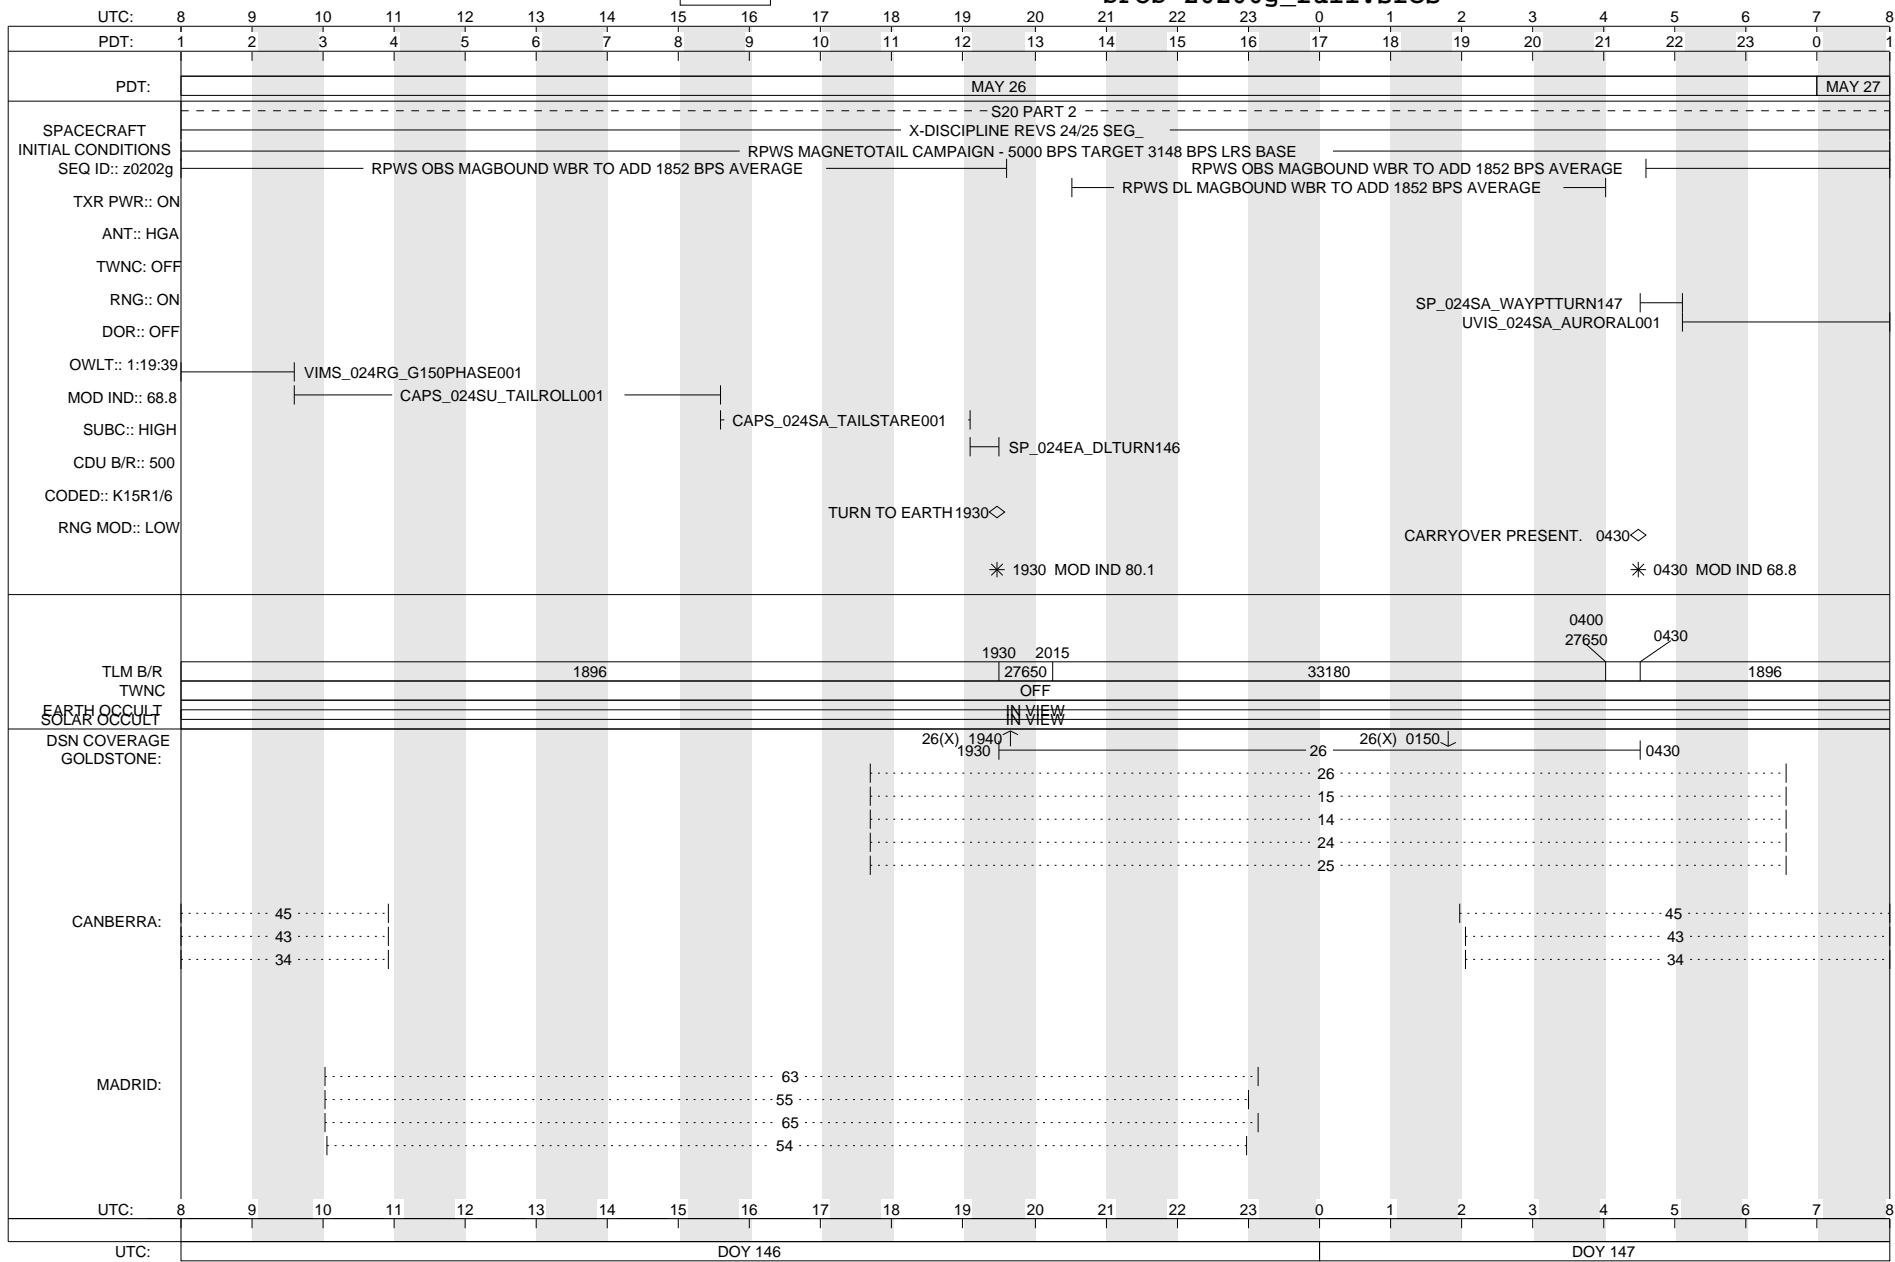 UTC: 8 9 10 11 12 13 14 15 16 17 18 19 20 21 22 23 0 1 2 3 4 5 6 7 8
PDT: 1 2 3 4 5 6 7 8 9 10 11 12 13 14 15 16 17 18 19 20 21 22 23 0 1
PDT: MAY 26 MAY 27
S20 PART 2
SPACECRAFT X-DISCIPLINE REVS 24/25 SEG_
INITIAL CONDITIONS RPWS MAGNETOTAIL CAMPAIGN - 5000 BPS TARGET 3148 BPS LRS BASE
SEQ ID:: z0202g RPWS OBS MAGBOUND WBR TO ADD 1852 BPS AVERAGE RPWS OBS MAGBOUND WBR TO ADD 1852 BPS AVERAGE
RPWS DL MAGBOUND WBR TO ADD 1852 BPS AVERAGE
TXR PWR:: ON
ANT:: HGA
TWNC: OFF
RNG:: ON SP_024SA_WAYPTTURN147
UVIS_024SA_AURORAL001
DOR:: OFF
OWLT:: 1:19:39
VIMS_024RG_G150PHASE001
MOD IND:: 68.8 CAPS_024SU_TAILROLL001
CAPS_024SA_TAILSTARE001
SUBC:: HIGH
SP_024EA_DLTURN146
CDU B/R:: 500
CODED:: K15R1/6
TURN TO EARTH 1930
RNG MOD:: LOW
CARRYOVER PRESENT. 0430
1930 MOD IND 80.1 0430 MOD IND 68.8
0400
27650 0430
1930 2015
TLM B/R 1896 27650 33180 1896
TWNC OFF
EARTH OCCULT IN VIEW
SOLAR OCCULT IN VIEW
DSN COVERAGE 26(X) 1940 26(X) 0150
GOLDSTONE: 1930 26 0430
26
15
14
24
25
CANBERRA: 45 45
43 43
34 34
MADRID: 63
55
65
54
UTC: 8 9 10 11 12 13 14 15 16 17 18 19 20 21 22 23 0 1 2 3 4 5 6 7 8
UTC: DOY 146 DOY 147